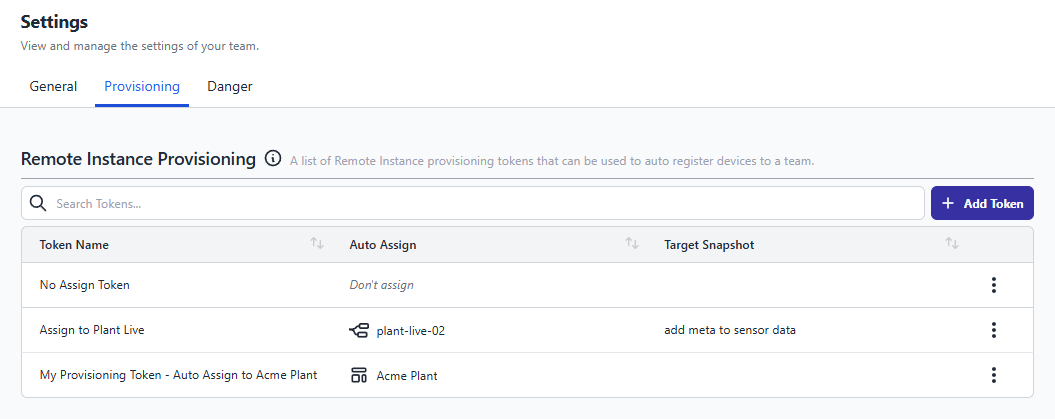 Settings
View and manage the settings of your team.
General Provisioning Danger
Remote Instance Provisioning A list of Remote Instance provisioning tokens that can be used to auto register devices to a team.
Search Tokens... Add Token
Token Name Auto Assign Target Snapshot
No Assign Token Don't assign
Assign to Plant Live plant-live-02 add meta to sensor data
My Provisioning Token - Auto Assign to Acme Plant Acme Plant